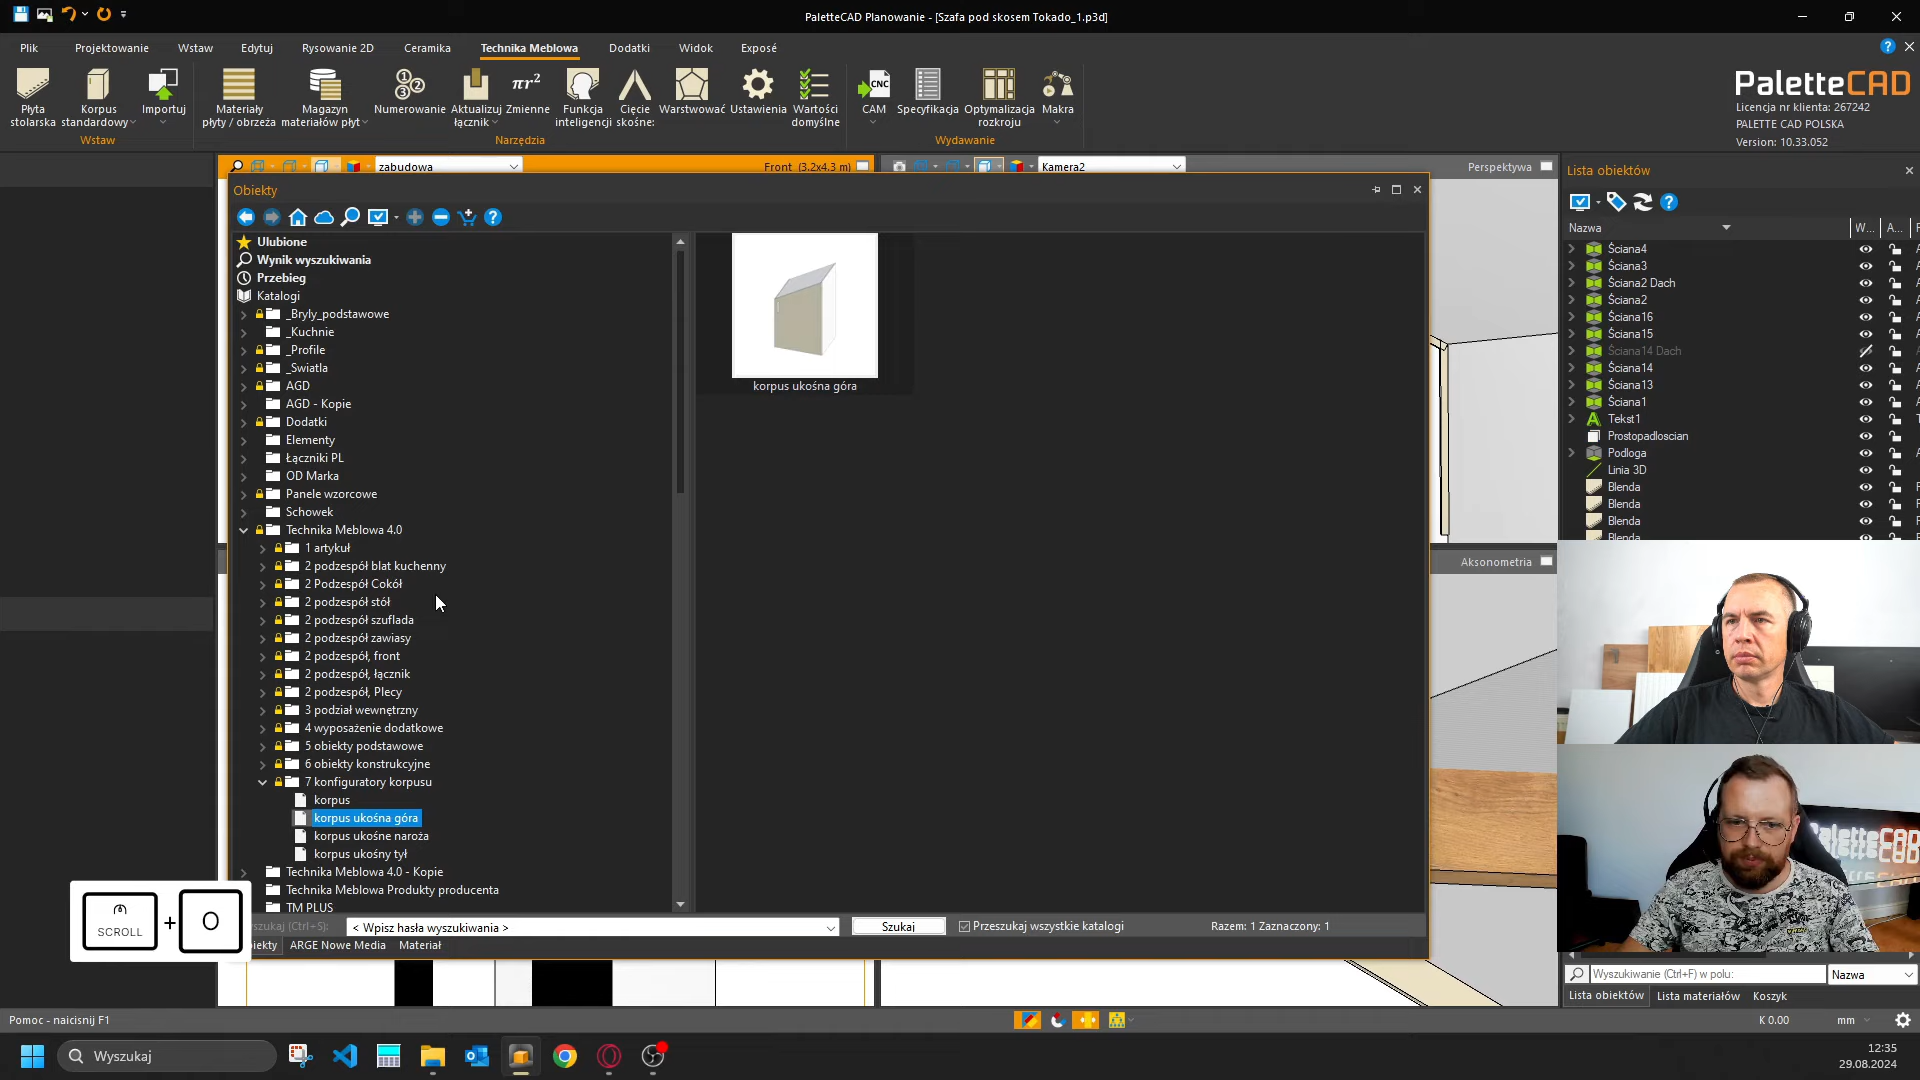 PaletteCAD Planowanie - [Szafa pod skosem Tokado_1.p3d]
Plik Projektowanie Wstaw Edytuj Rysowanie 2D Ceramika Technika Meblowa Dodatki Widok Exposé
Płyta stolarska
Korpus standardowy
Importuj
Materiały płyty / obrzeża
Magazyn materiałów płyt
Numerowanie
Aktualizuj łącznik
πr²
Zmienne
Funkcja inteligencji
Cięcie skośne:
Warstwować
Ustawienia
Wartości domyślne
CNC
CAM
Specyfikacja
Optymalizacja rozkroju
Makra
Wstaw Narzędzia Wydawanie
PaletteCAD
Licencja nr klienta: 267242
PALETTE CAD POLSKA
Version: 10.33.052
zabudowa Front (3.2x4.3 m) Kamera2 Perspektywa
Obiekty
Ulubione
Wynik wyszukiwania
Przebieg
Katalogi
_Bryly_podstawowe
_Kuchnie
_Profile
_Swiatla
AGD
AGD - Kopie
Dodatki
Elementy
Łączniki PL
OD Marka
Panele wzorcowe
Schowek
Technika Meblowa 4.0
1 artykuł
2 podzespół blat kuchenny
2 Podzespół Cokół
2 podzespół stół
2 podzespół szuflada
2 podzespół zawiasy
2 podzespół, front
2 podzespół, łącznik
2 podzespół, Plecy
3 podział wewnętrzny
4 wyposażenie dodatkowe
5 obiekty podstawowe
6 obiekty konstrukcyjne
7 konfiguratory korpusu
korpus
korpus ukośna góra
korpus ukośne naroża
korpus ukośny tył
Technika Meblowa 4.0 - Kopie
Technika Meblowa Produkty producenta
TM PLUS
korpus ukośna góra
(Ctrl+S): < Wpisz hasła wyszukiwania > Szukaj Przeszukaj wszystkie katalogi Razem: 1 Zaznaczony: 1
ARGE Nowe Media Materiał
SCROLL + O
Aksonometria
Lista obiektów
Nazwa W... A...
Ściana4
Ściana3
Ściana2 Dach
Ściana2
Ściana16
Ściana15
Ściana14 Dach
Ściana14
Ściana13
Ściana1
Tekst1
Prostopadloscian
Podloga
Linia 3D
Blenda
Blenda
Blenda
Blenda
PaletteCAD
Wyszukiwanie (Ctrl+F) w polu: Nazwa
Lista obiektów Lista materiałów Koszyk
Pomoc - naicisnij F1 K 0.00 mm
Wyszukaj
12:35
29.08.2024